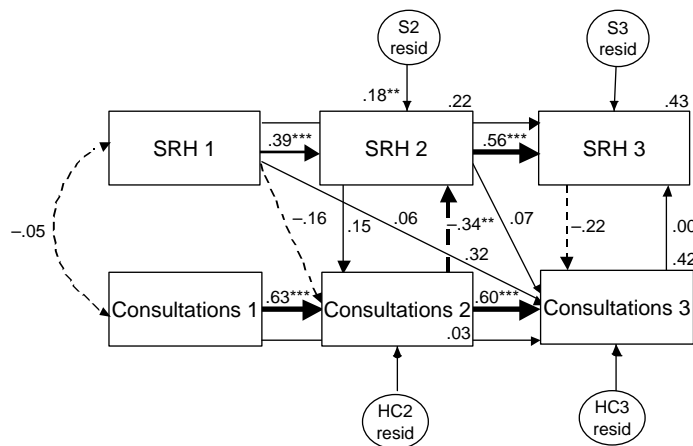 S2
resid
S3
resid
.18**
.22
.43
SRH 1
.39***
SRH 2
.56***
SRH 3
–.05
–.16
.06
.15
–.34**
.07
–.22
.00
.32
.42
Consultations 1
.63***
Consultations 2
.60***
Consultations 3
.03
HC2
resid
HC3
resid